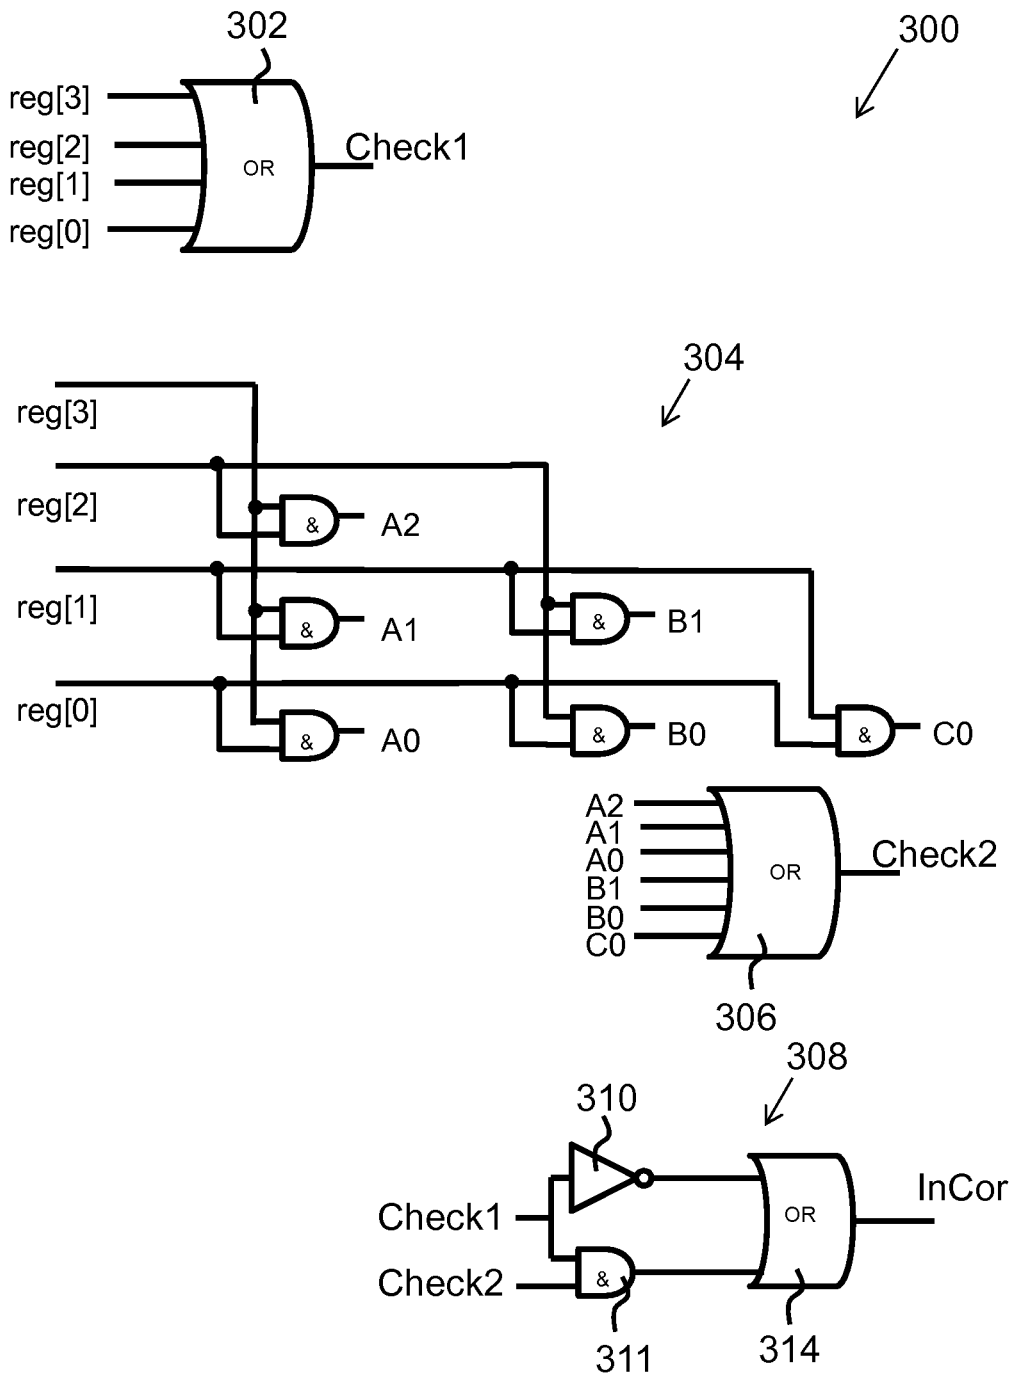 302
300
reg[3]
reg[2]
reg[1]
reg[0]
OR
Check1
304
reg[3]
reg[2]
& A2
reg[1]
& A1
& B1
reg[0]
& A0
& B0
& C0
A2
A1
A0
B1
B0
C0
OR
Check2
306
308
310
Check1
Check2
&
OR
InCor
311
314